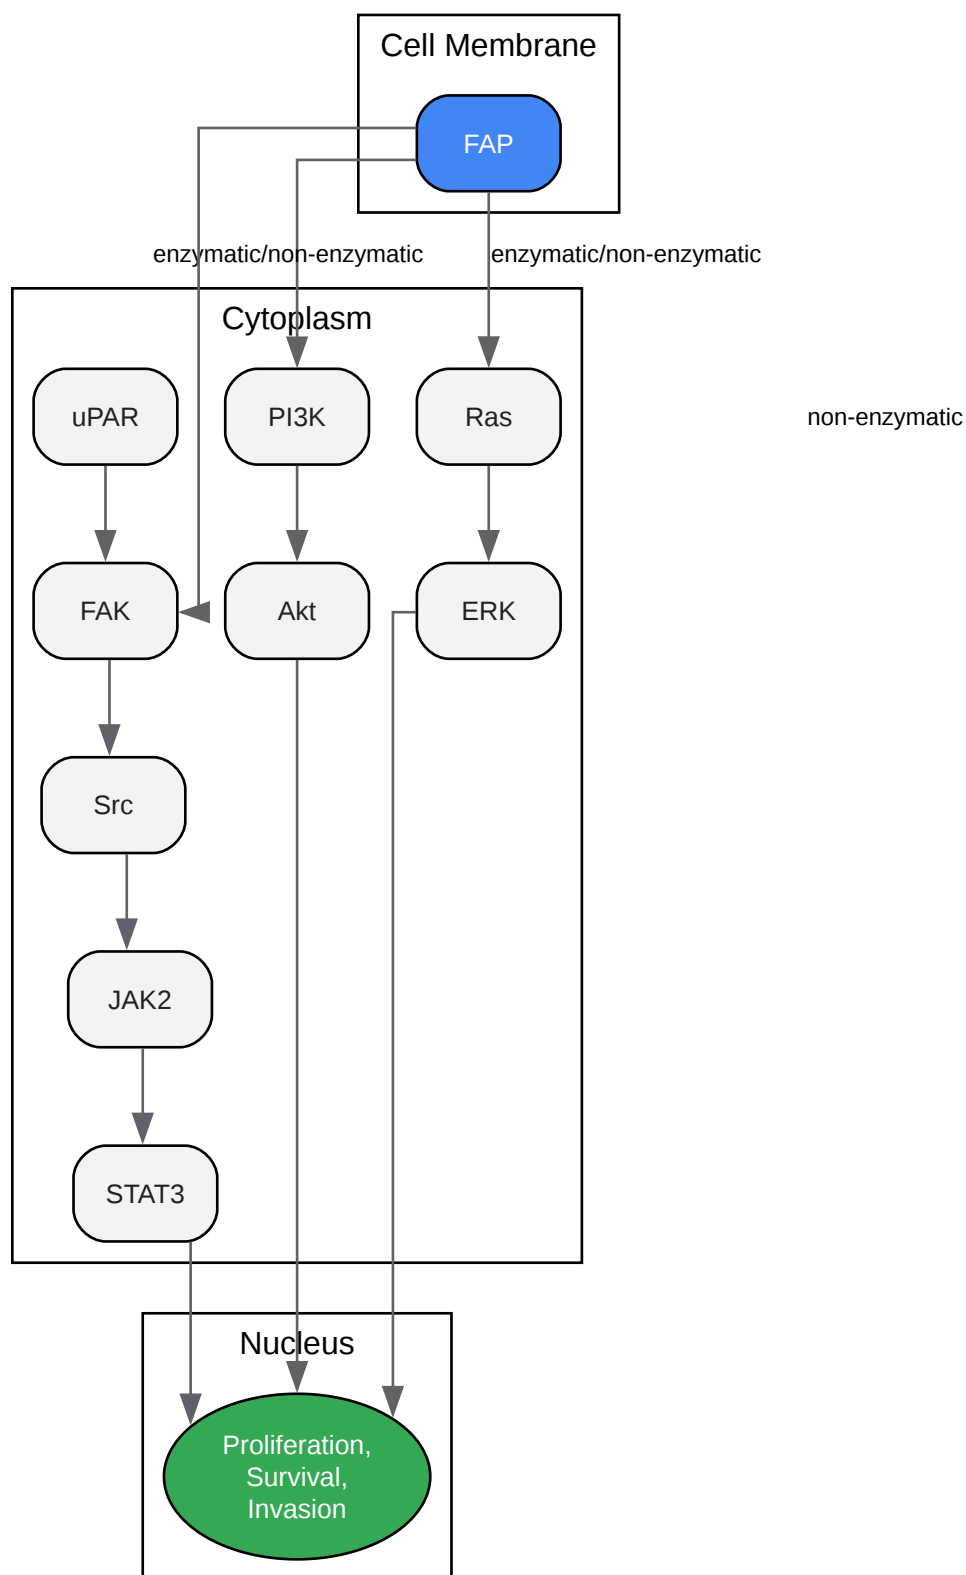 Cell Membrane
FAP
enzymatic/non-enzymatic
enzymatic/non-enzymatic
Cytoplasm
uPAR
PI3K
Ras
non-enzymatic
FAK
Akt
ERK
Src
JAK2
STAT3
Nucleus
Proliferation,
Survival,
Invasion